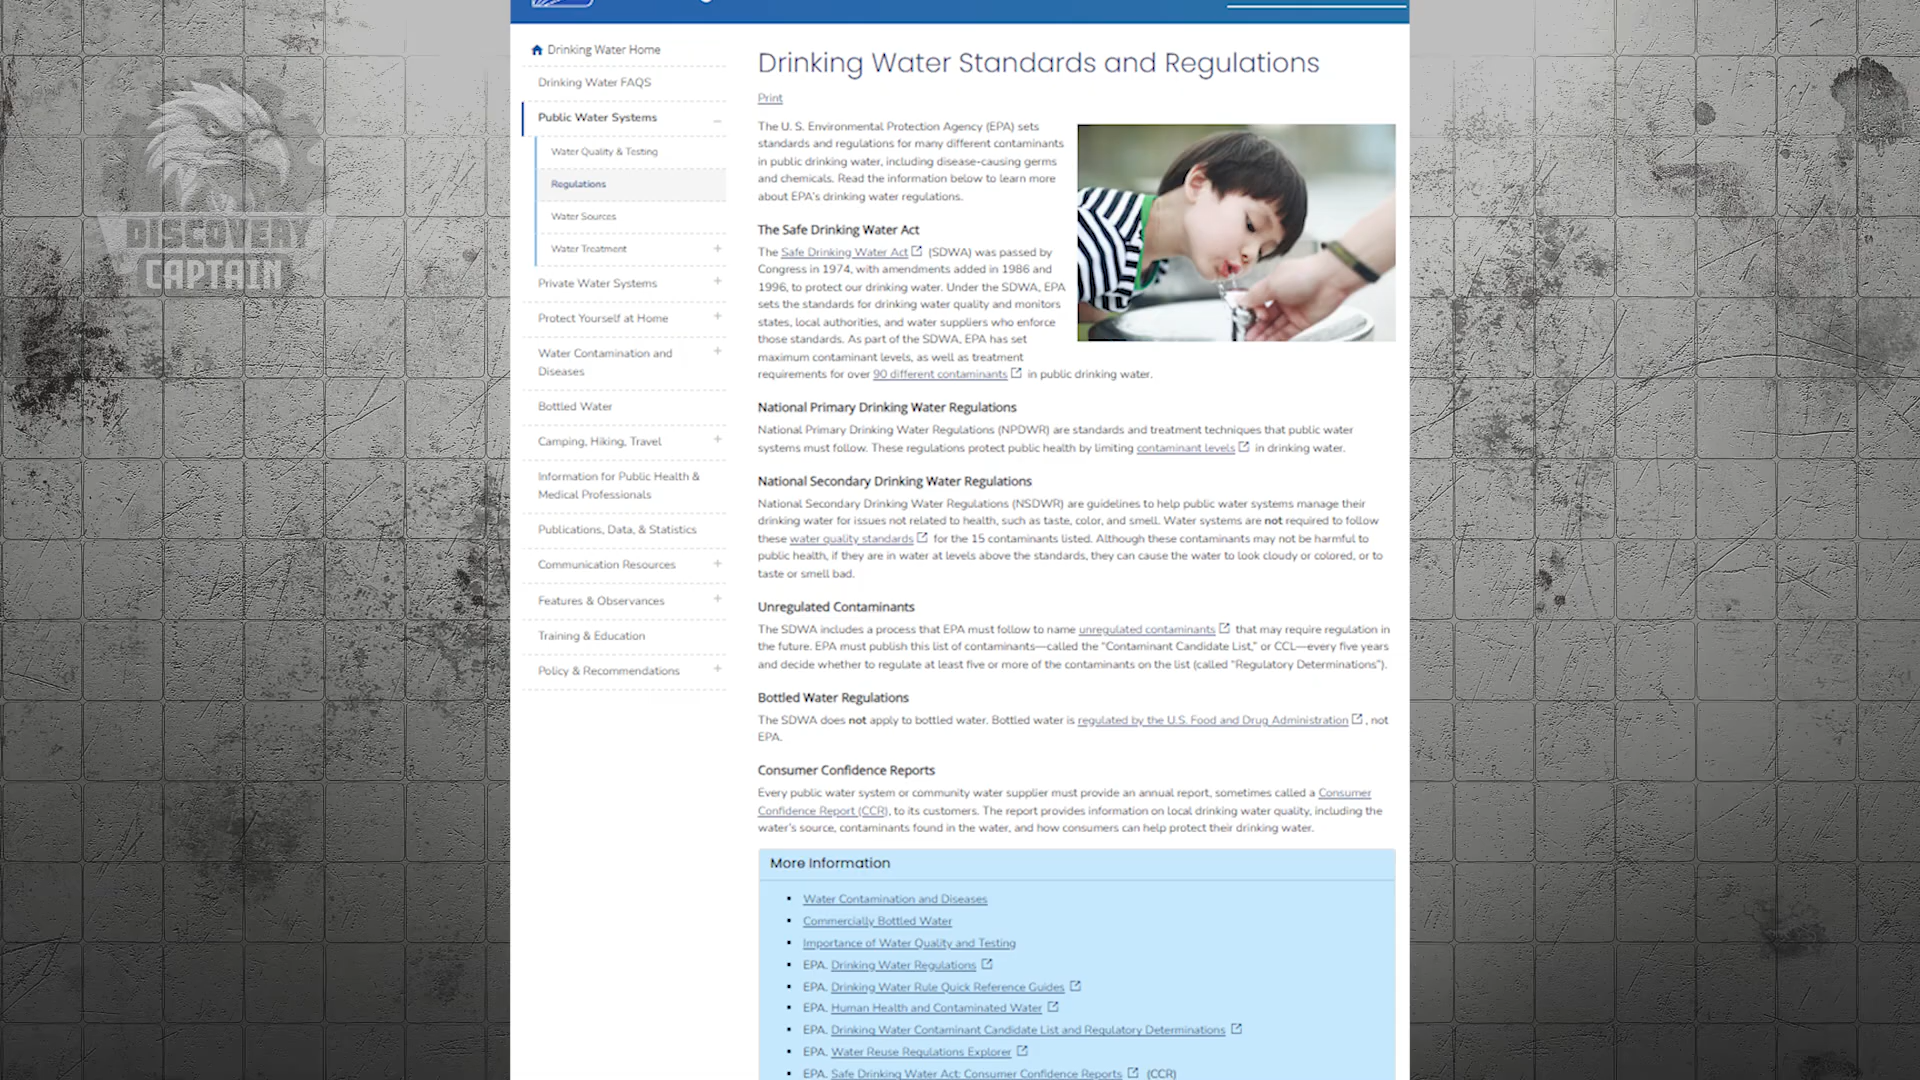 DISCOVERY
CAPTAIN
Drinking Water Home
Drinking Water FAQS
Public Water Systems
Water Quality & Testing
Regulations
Water Sources
Water Treatment
Private Water Systems
Protect Yourself at Home
Water Contamination and
Diseases
Bottled Water
Camping, Hiking, Travel
Information for Public Health &
Medical Professionals
Publications, Data, & Statistics
Communication Resources
Features & Observances
Training & Education
Policy & Recommendations
Drinking Water Standards and Regulations
Print
The U. S. Environmental Protection Agency (EPA) sets
standards and regulations for many different contaminants
in public drinking water, including disease-causing germs
and chemicals. Read the information below to learn more
about EPA's drinking water regulations.
The Safe Drinking Water Act
The Safe Drinking Water Act (SDWA) was passed by
Congress in 1974, with amendments added in 1986 and
1996, to protect our drinking water. Under the SDWA, EPA
sets the standards for drinking water quality and monitors
states, local authorities, and water suppliers who enforce
those standards. As part of the SDWA, EPA has set
maximum contaminant levels, as well as treatment
requirements for over 90 different contaminants in public drinking water.
National Primary Drinking Water Regulations
National Primary Drinking Water Regulations (NPDWR) are standards and treatment techniques that public water
systems must follow. These regulations protect public health by limiting contaminant levels in drinking water.
National Secondary Drinking Water Regulations
National Secondary Drinking Water Regulations (NSDWR) are guidelines to help public water systems manage their
drinking water for issues not related to health, such as taste, color, and smell. Water systems are not required to follow
these water quality standards for the 15 contaminants listed. Although these contaminants may not be harmful to
public health, if they are in water at levels above the standards, they can cause the water to look cloudy or colored, or to
taste or smell bad.
Unregulated Contaminants
The SDWA includes a process that EPA must follow to name unregulated contaminants that may require regulation in
the future. EPA must publish this list of contaminants—called the "Contaminant Candidate List," or CCL—every five years
and decide whether to regulate at least five or more of the contaminants on the list (called "Regulatory Determinations").
Bottled Water Regulations
The SDWA does not apply to bottled water. Bottled water is regulated by the U.S. Food and Drug Administration , not
EPA.
Consumer Confidence Reports
Every public water system or community water supplier must provide an annual report, sometimes called a Consumer
Confidence Report (CCR), to its customers. The report provides information on local drinking water quality, including the
water's source, contaminants found in the water, and how consumers can help protect their drinking water.
More Information
Water Contamination and Diseases
Commercially Bottled Water
Importance of Water Quality and Testing
EPA. Drinking Water Regulations
EPA. Drinking Water Rule Quick Reference Guides
EPA. Human Health and Contaminated Water
EPA. Drinking Water Contaminant Candidate List and Regulatory Determinations
EPA. Water Reuse Regulations Explorer
EPA. Safe Drinking Water Act: Consumer Confidence Reports (CCR)